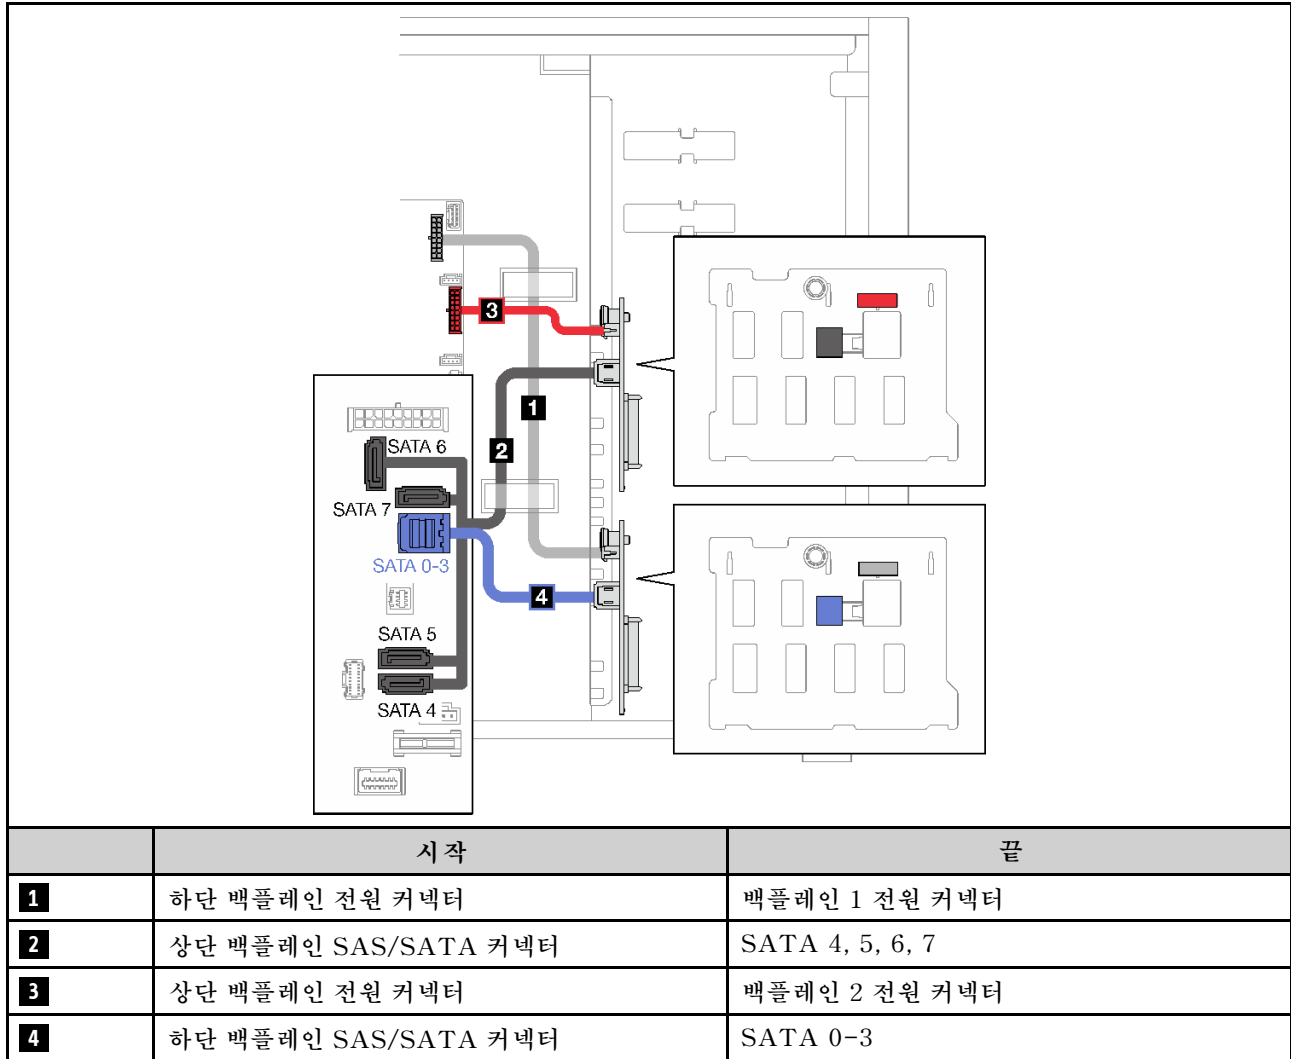 3
1
2
SATA 6
SATA 7
SATA 0-3
4
SATA 5
SATA 4
시작 끝
1 하단 백플레인 전원 커넥터 백플레인 1 전원 커넥터
2 상단 백플레인 SAS/SATA 커넥터 SATA 4, 5, 6, 7
3 상단 백플레인 전원 커넥터 백플레인 2 전원 커넥터
4 하단 백플레인 SAS/SATA 커넥터 SATA 0-3